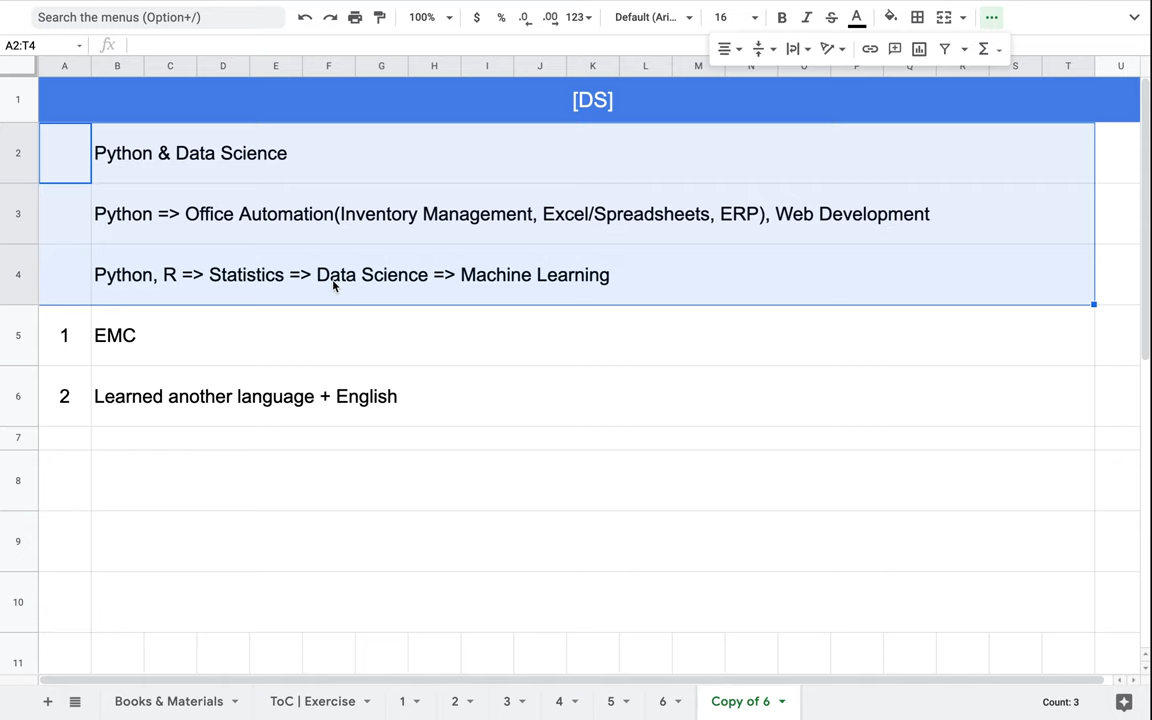 Search the menus (Option+/)
100%
$ % .0 .00 123
Default (Ari...
16
B I S A
A2:T4
fx
A B C D E F G H I J K L M N O P Q R S T U
1 [DS]
2 Python & Data Science
3 Python => Office Automation(Inventory Management, Excel/Spreadsheets, ERP), Web Development
4 Python, R => Statistics => Data Science => Machine Learning
5 1 EMC
6 2 Learned another language + English
7
8
9
10
11
+ Books & Materials ToC | Exercise 1 2 3 4 5 6 Copy of 6 Count: 3